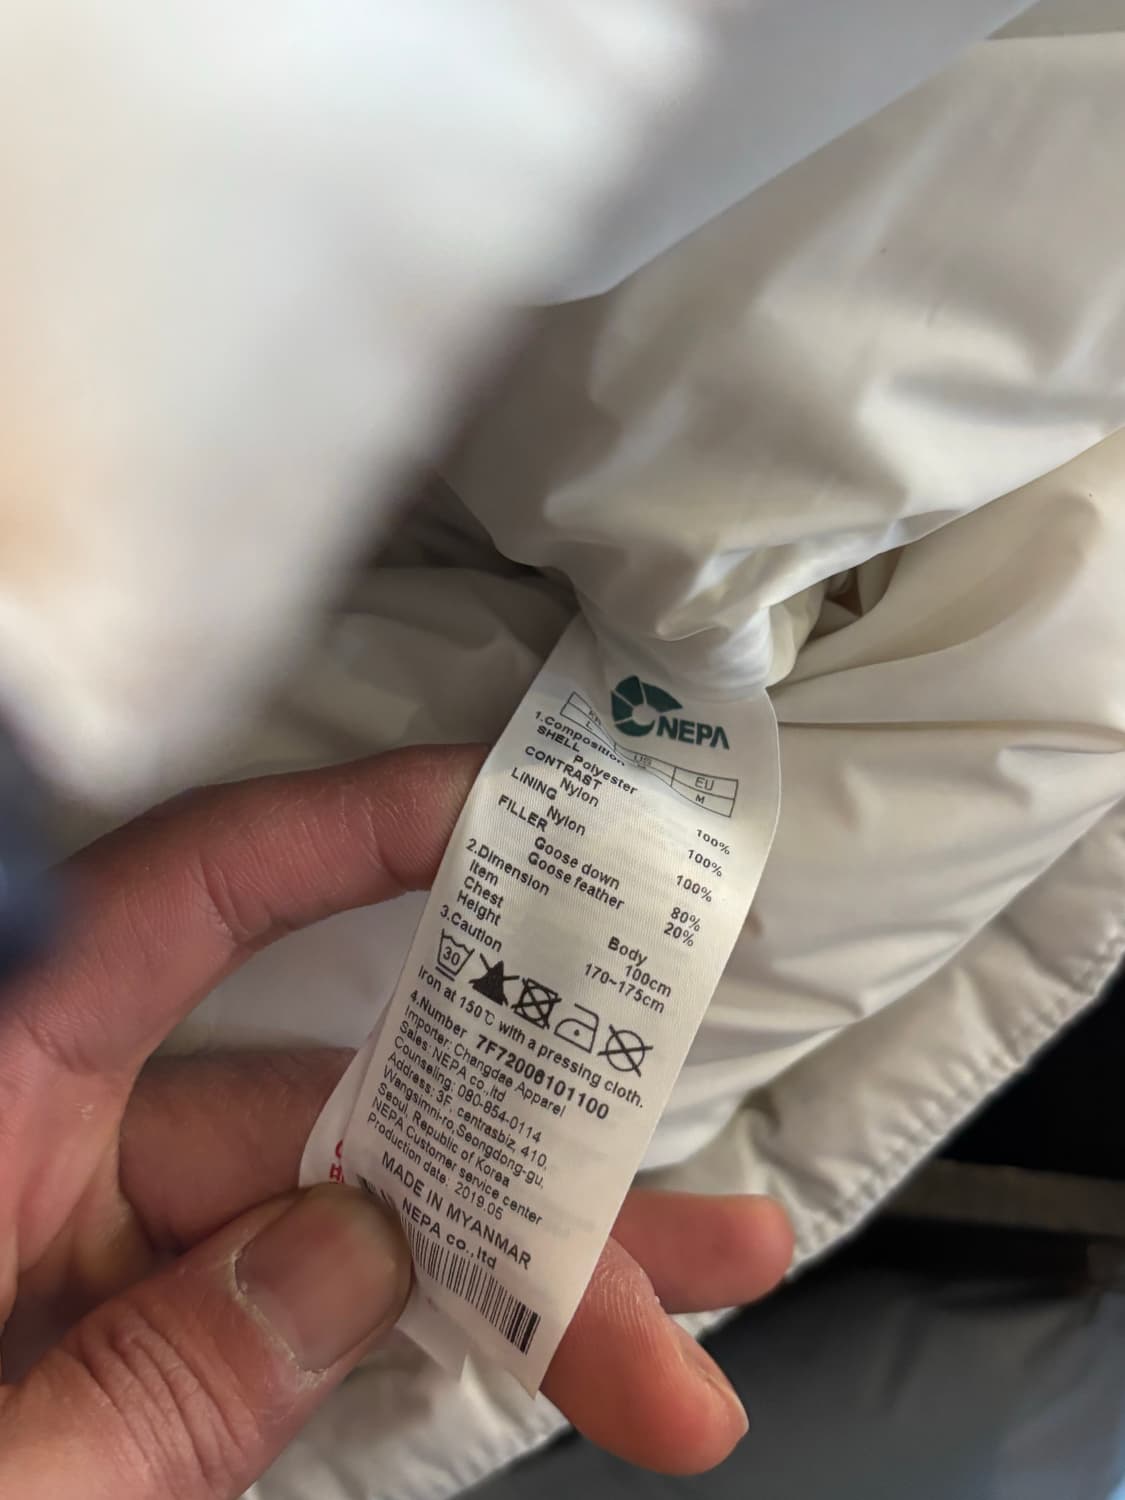 NEPA
KR US EU
L M
1.Composition
SHELL
Polyester 100%
CONTRAST
Nylon 100%
LINING
Nylon 100%
FILLER
Goose down 80%
Goose feather 20%
2.Dimension
Item Body
Chest 100cm
Height 170~175cm
3.Caution
30
Iron at 150℃ with a pressing cloth.
4.Number 7F72006101100
Importer: Changdae Apparel
Sales: NEPA co.,ltd
Counseling: 080-854-0114
Address: 3F, centrasbiz, 410,
Wangsimni-ro,Seongdong-gu,
Seoul, Republic of Korea
NEPA Customer service center
Production date: 2019.05
MADE IN MYANMAR
NEPA co.,ltd